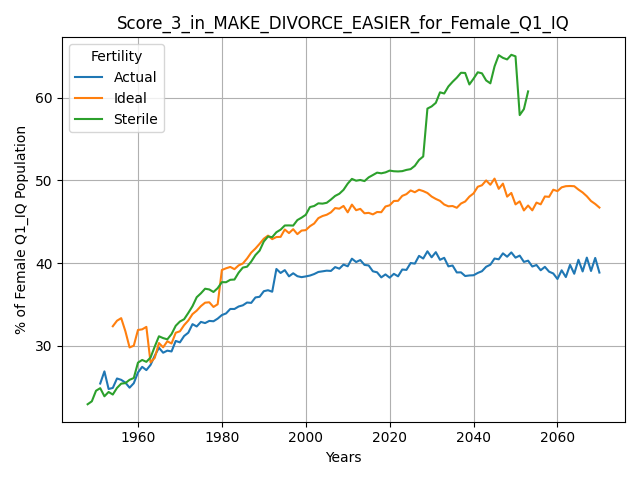 Score_3_in_MAKE_DIVORCE_EASIER_for_Female_Q1_IQ
Fertility
Actual
Ideal
Sterile
% of Female Q1_IQ Population
60
50
40
30
1960
1980
2000
2020
2040
2060
Years